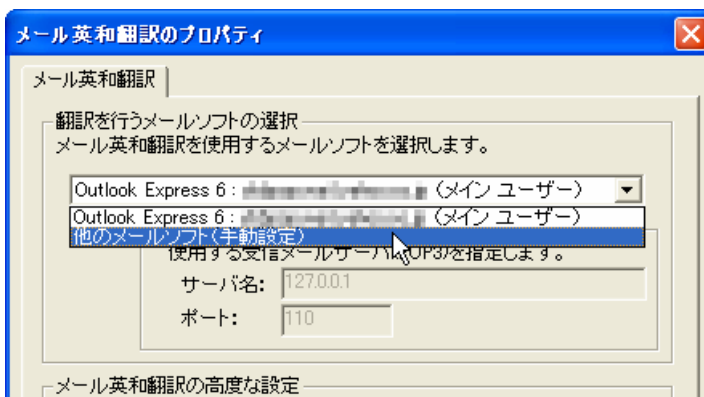 メール英和翻訳のプロパティ
メール英和翻訳
翻訳を行うメールソフトの選択
メール英和翻訳を使用するメールソフトを選択します。
Outlook Express 6 : (メイン ユーザー)
Outlook Express 6 : (メイン ユーザー)
他のメールソフト(手動設定)
使用する受信メールサーバ(POP3)を指定します。
サーバ名: 127.0.0.1
ポート: 110
メール英和翻訳の高度な設定